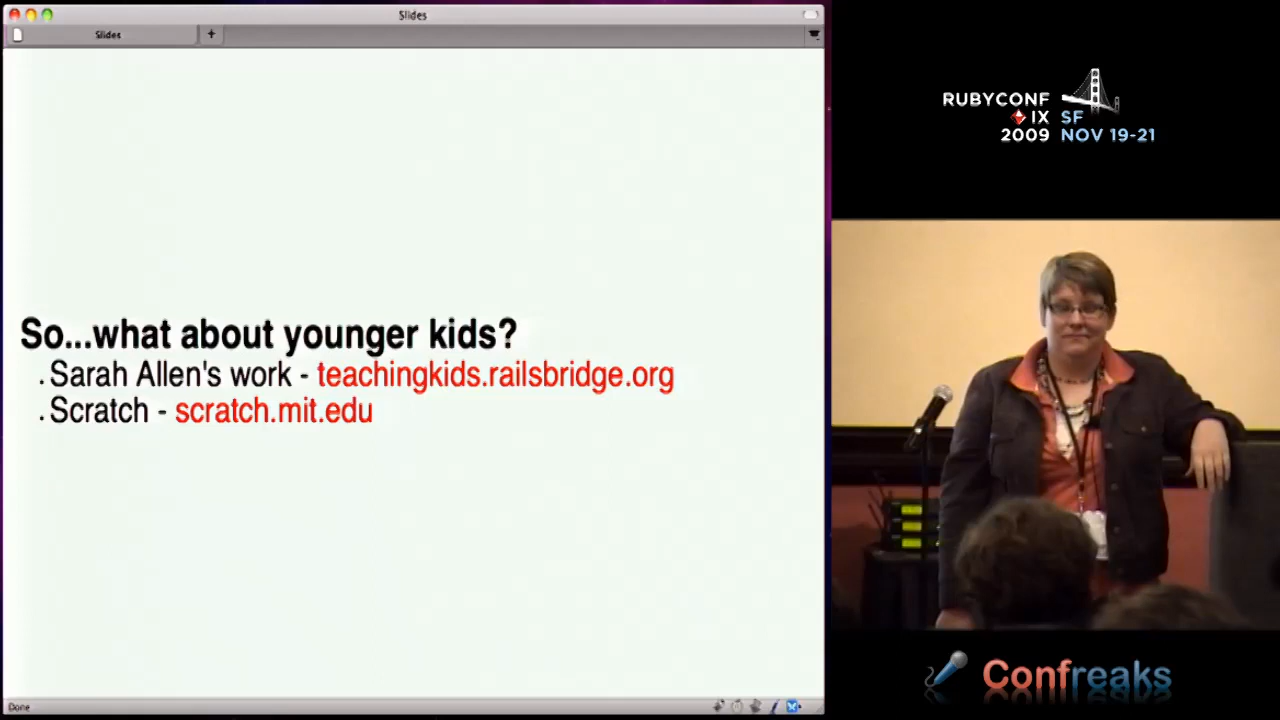 Slides
Slides
+
So...what about younger kids?
. Sarah Allen's work - teachingkids.railsbridge.org
. Scratch - scratch.mit.edu
Done
RUBYCONF
IX SF
2009 NOV 19-21
Confreaks